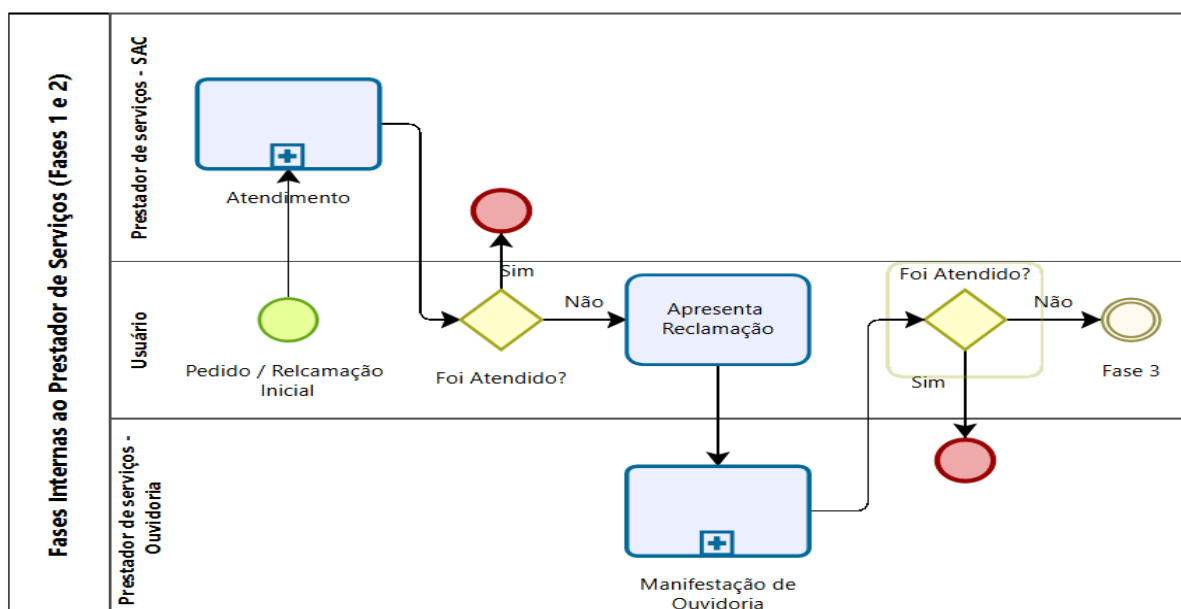 Fases Internas ao Prestador de Serviços (Fases 1 e 2)
Prestador de serviços - SAC
Atendimento
Sim
Usuário
Pedido / Relcamação
Inicial
Foi Atendido?
Não
Apresenta
Reclamação
Foi Atendido?
Não
Sim
Fase 3
Prestador de serviços -
Ouvidoria
Manifestação de
Ouvidoria